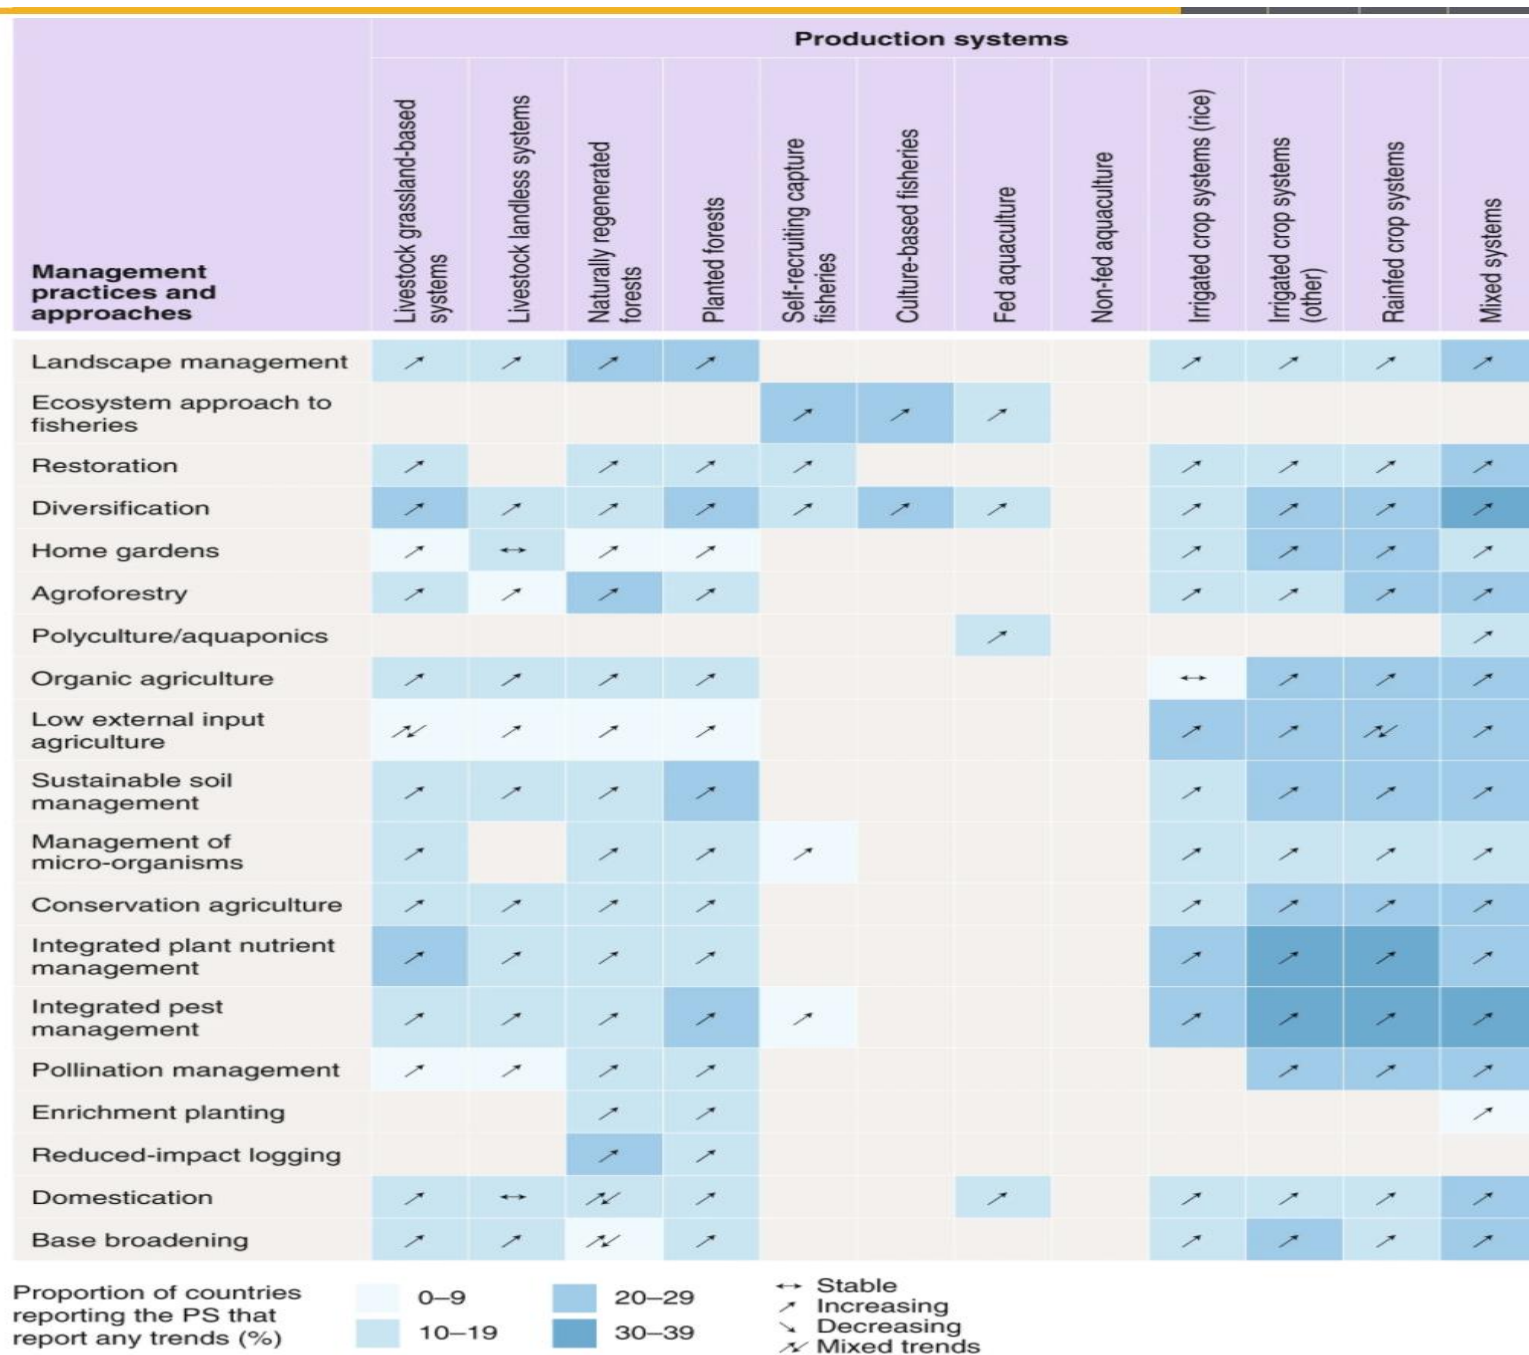 Production systems
Management
practices and
approaches
Livestock grassland-based
systems
Livestock landless systems
Naturally regenerated
forests
Planted forests
Self-recruiting capture
fisheries
Culture-based fisheries
Fed aquaculture
Non-fed aquaculture
Irrigated crop systems (rice)
Irrigated crop systems
(other)
Rainfed crop systems
Mixed systems
Landscape management
Ecosystem approach to
fisheries
Restoration
Diversification
Home gardens
Agroforestry
Polyculture/aquaponics
Organic agriculture
Low external input
agriculture
Sustainable soil
management
Management of
micro-organisms
Conservation agriculture
Integrated plant nutrient
management
Integrated pest
management
Pollination management
Enrichment planting
Reduced-impact logging
Domestication
Base broadening
Proportion of countries
reporting the PS that
report any trends (%)
0–9
10–19
20–29
30–39
Stable
Increasing
Decreasing
Mixed trends